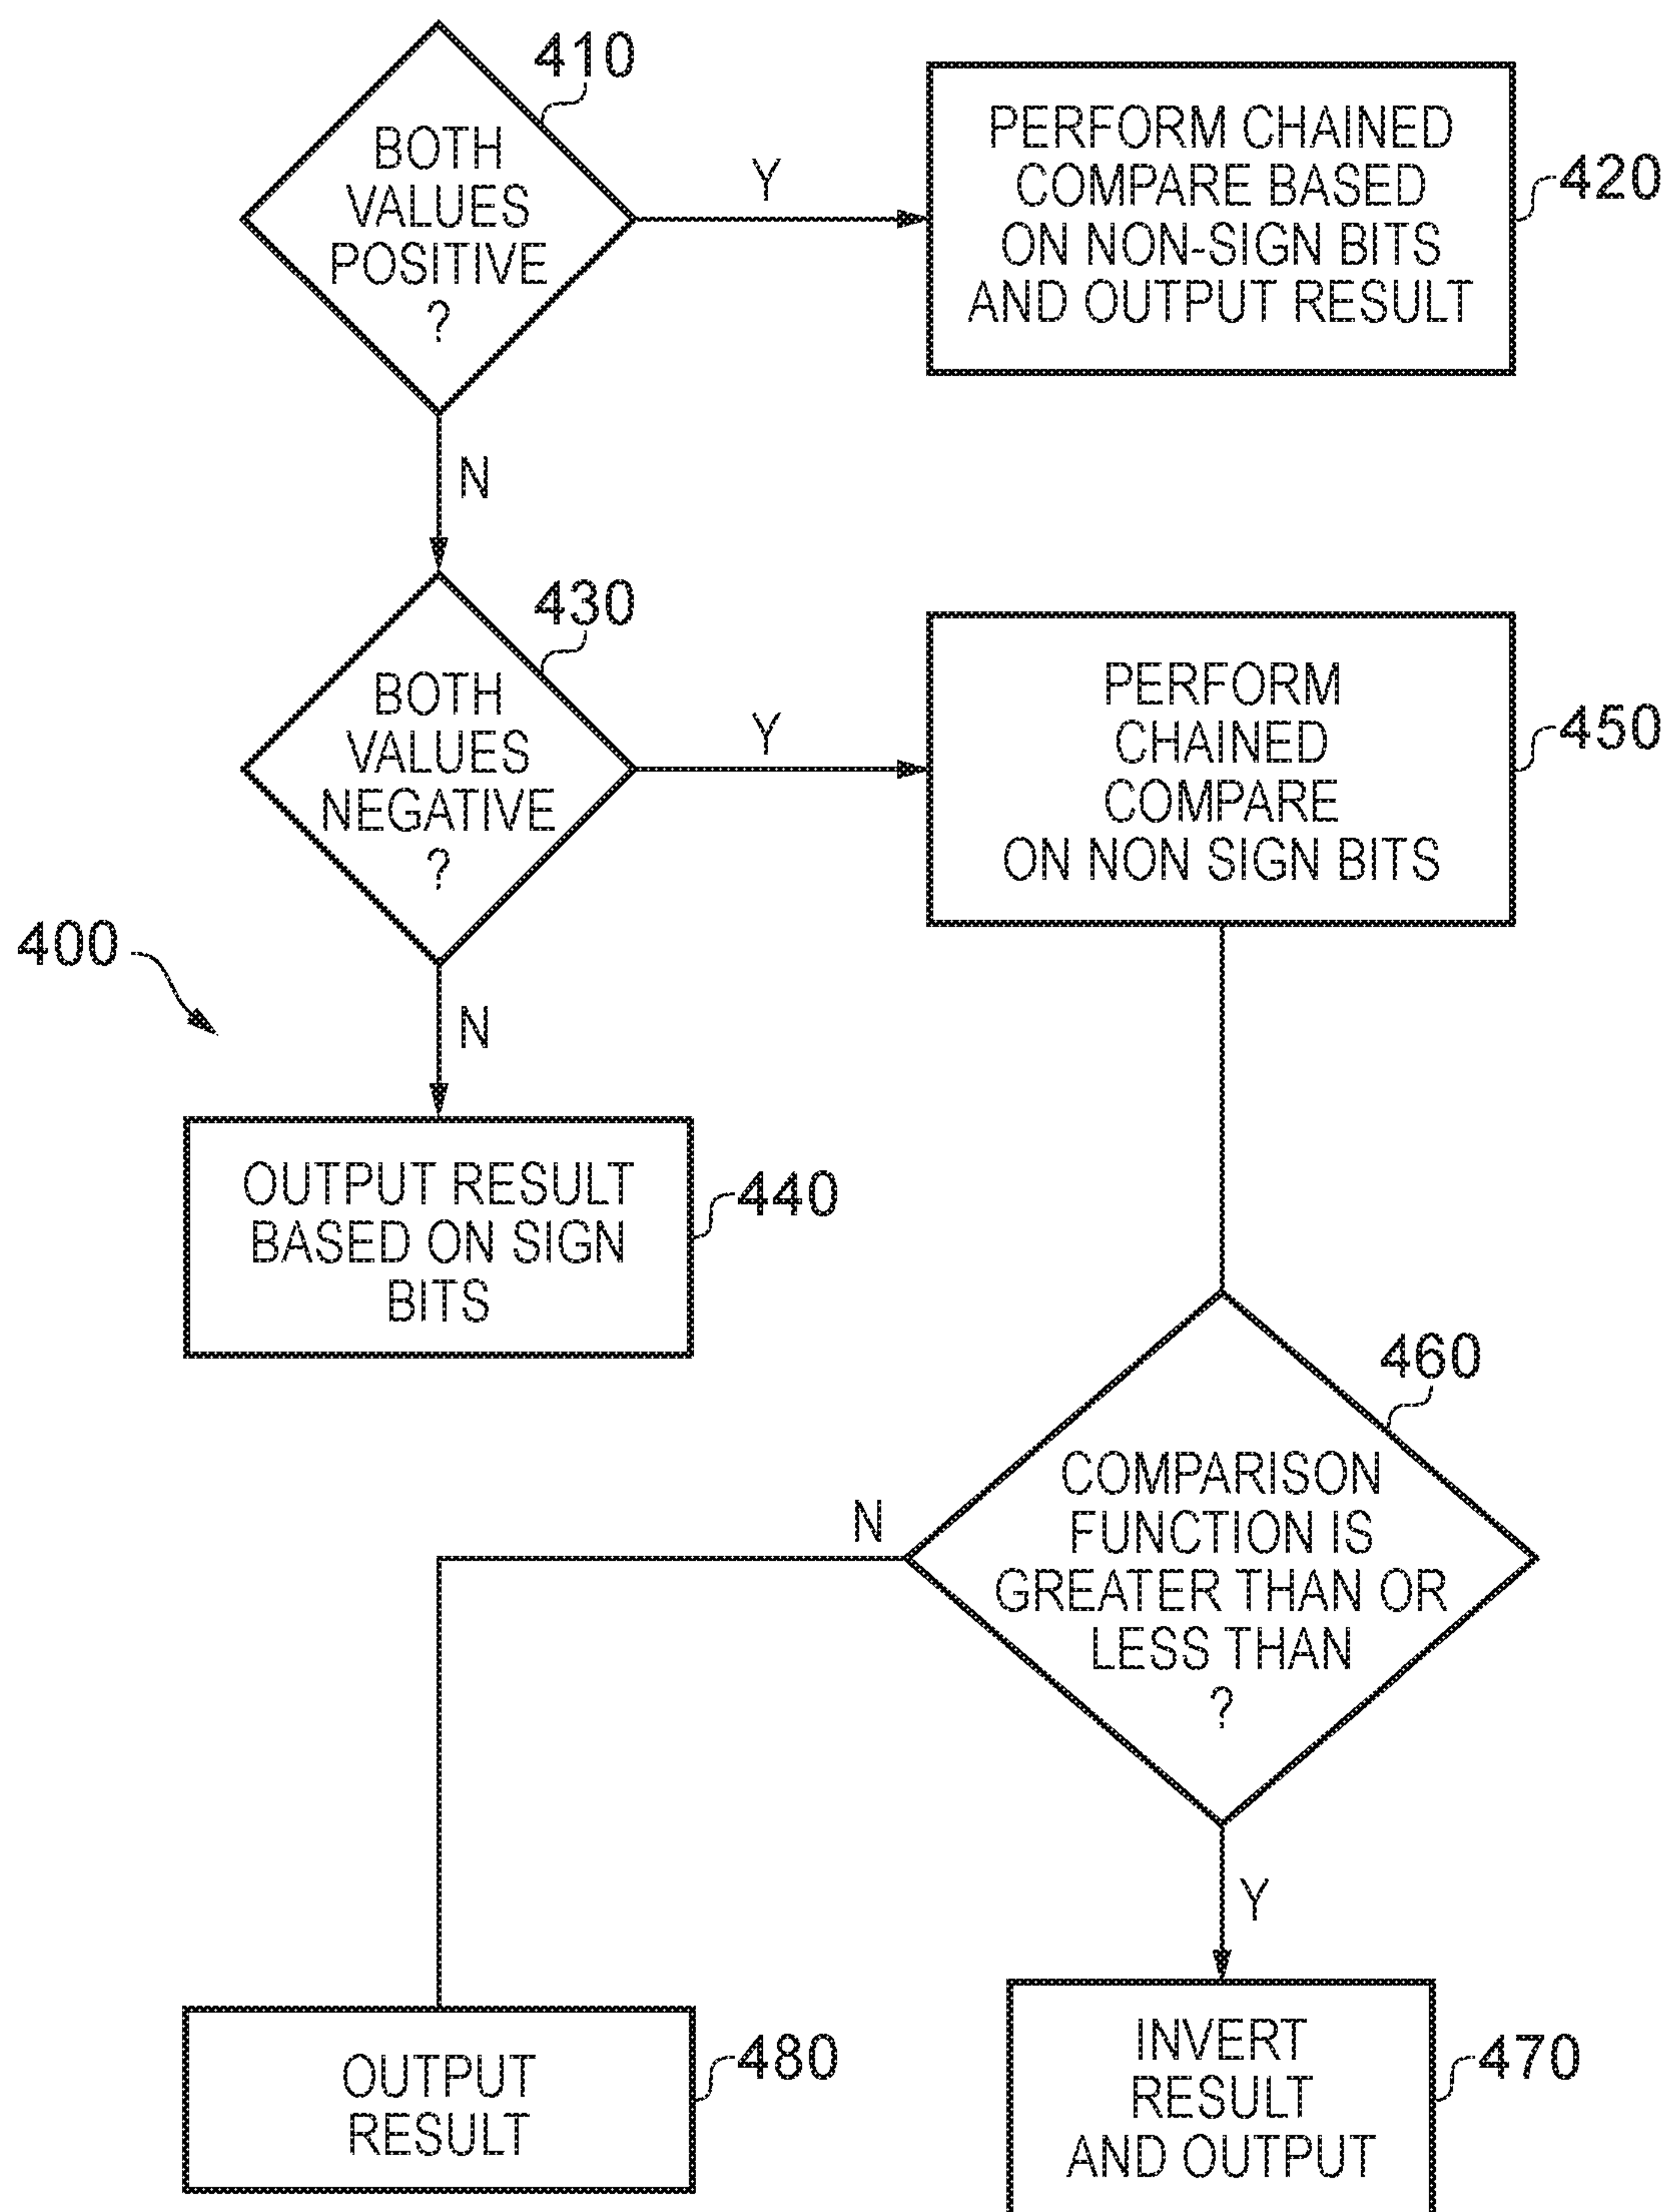 410
BOTH
VALUES
POSITIVE
?
Y
PERFORM CHAINED
COMPARE BASED
ON NON-SIGN BITS
AND OUTPUT RESULT
420
N
430
BOTH
VALUES
NEGATIVE
?
Y
PERFORM
CHAINED
COMPARE
ON NON SIGN BITS
450
400
N
OUTPUT RESULT
BASED ON SIGN
BITS
440
460
COMPARISON
FUNCTION IS
GREATER THAN OR
LESS THAN
?
N
Y
OUTPUT
RESULT
480
INVERT
RESULT
AND OUTPUT
470